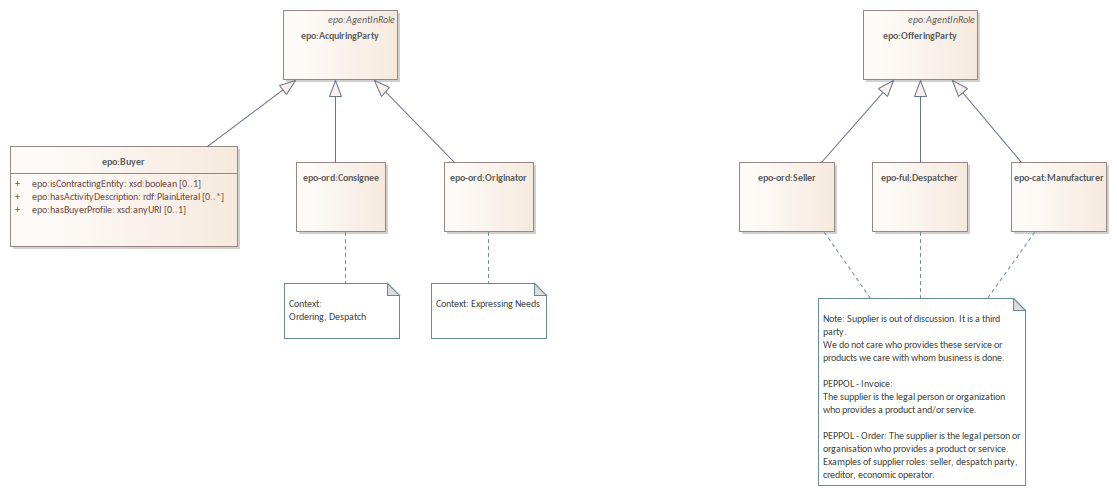 epo:AgentInRole
epo:AcquiringParty
epo:Buyer
+ epo:isContractingEntity: xsd:boolean [0..1]
+ epo:hasActivityDescription: rdf:PlainLiteral [0..*]
+ epo:hasBuyerProfile: xsd:anyURI [0..1]
epo-ord:Consignee
epo-ord:Originator
Context:
Ordering, Despatch
Context: Expressing Needs
epo:AgentInRole
epo:OfferingParty
epo-ord:Seller
epo-ful:Despatcher
epo-cat:Manufacturer
Note: Supplier is out of discussion. It is a third
party.
We do not care who provides these service or
products we care with whom business is done.
PEPPOL - Invoice:
The supplier is the legal person or organization
who provides a product and/or service.
PEPPOL - Order: The supplier is the legal person or
organisation who provides a product or service.
Examples of supplier roles: seller, despatch party,
creditor, economic operator.